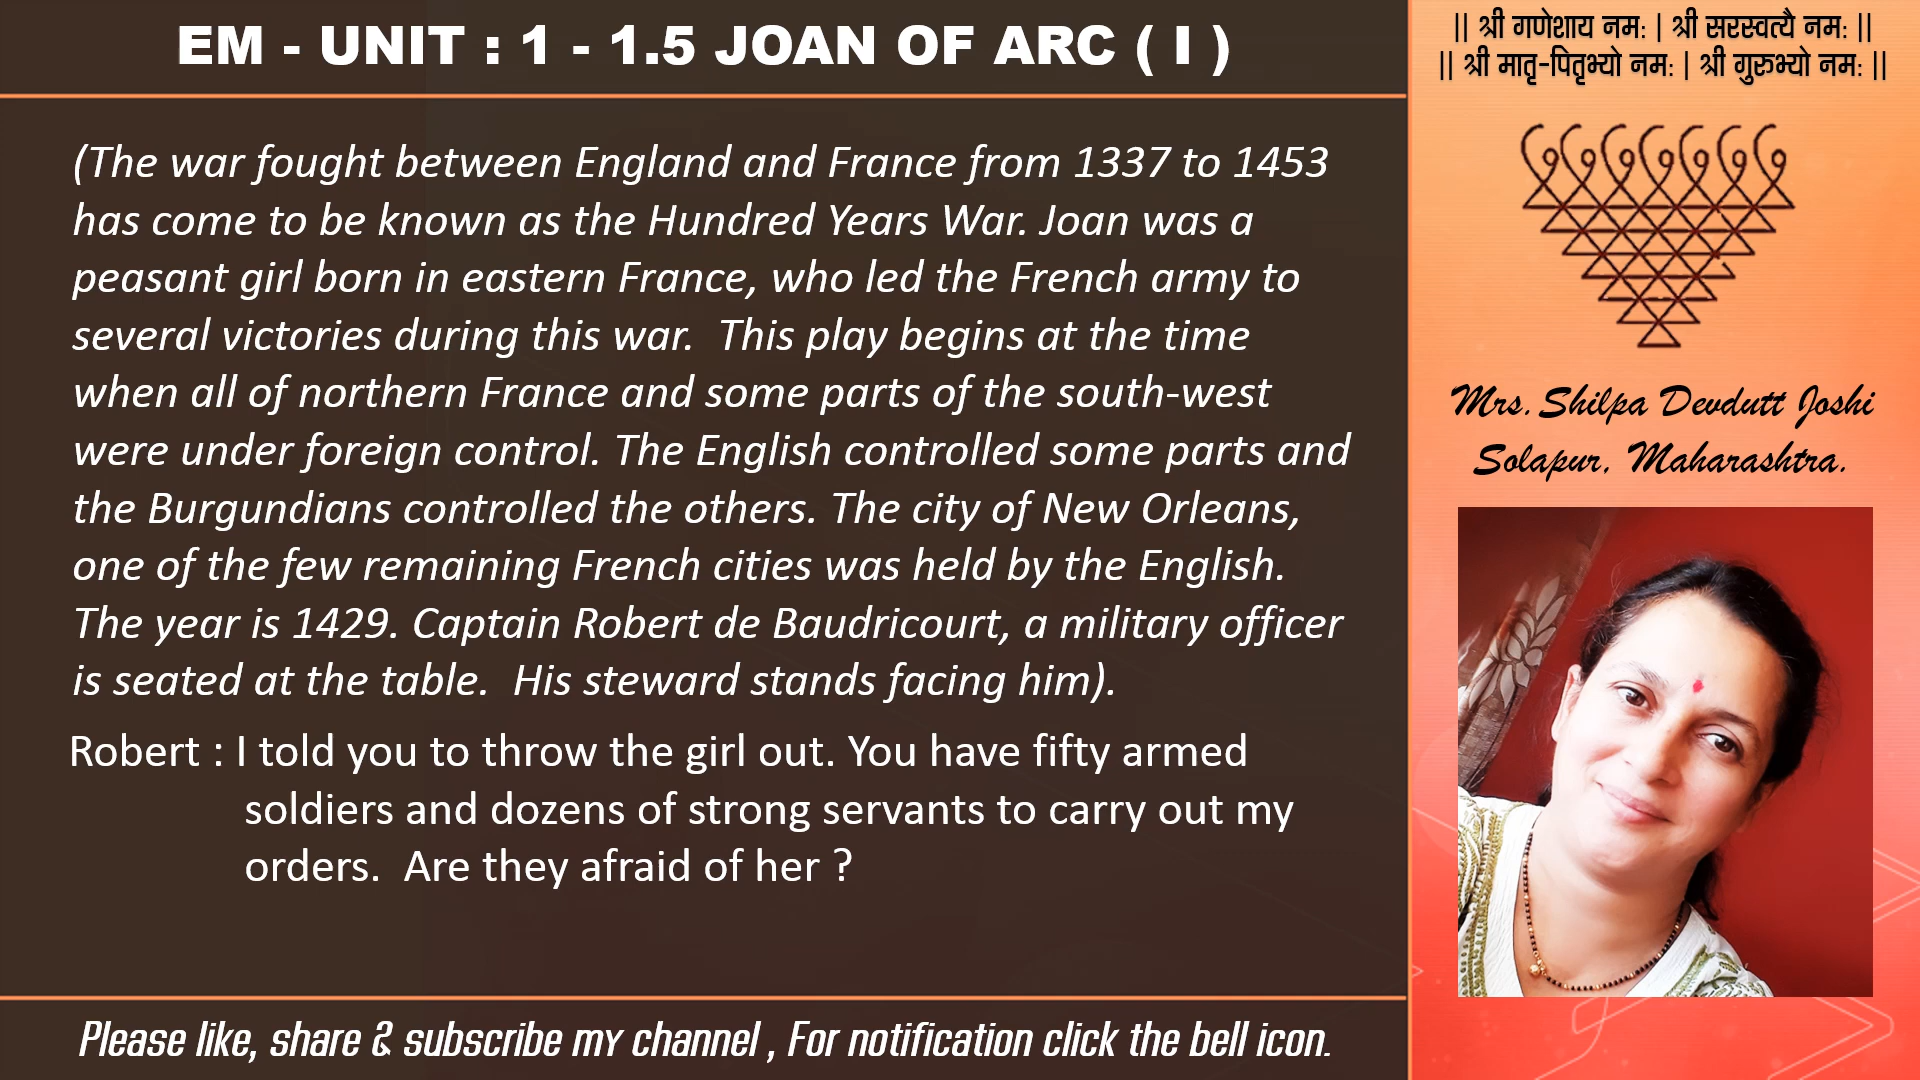 EM - UNIT : 1 - 1.5 JOAN OF ARC ( I )
(The war fought between England and France from 1337 to 1453
has come to be known as the Hundred Years War. Joan was a
peasant girl born in eastern France, who led the French army to
several victories during this war.  This play begins at the time
when all of northern France and some parts of the south-west
were under foreign control. The English controlled some parts and
the Burgundians controlled the others. The city of New Orleans,
one of the few remaining French cities was held by the English.
The year is 1429. Captain Robert de Baudricourt, a military officer
is seated at the table.  His steward stands facing him).
Robert : I told you to throw the girl out. You have fifty armed
soldiers and dozens of strong servants to carry out my
orders.  Are they afraid of her ?
Please like, share & subscribe my channel , For notification click the bell icon.
|| श्री गणेशाय नमः | श्री सरस्वत्यै नमः ||
|| श्री मातृ-पितृभ्यो नमः | श्री गुरुभ्यो नमः ||
Mrs. Shilpa Devdutt Joshi
Solapur, Maharashtra.